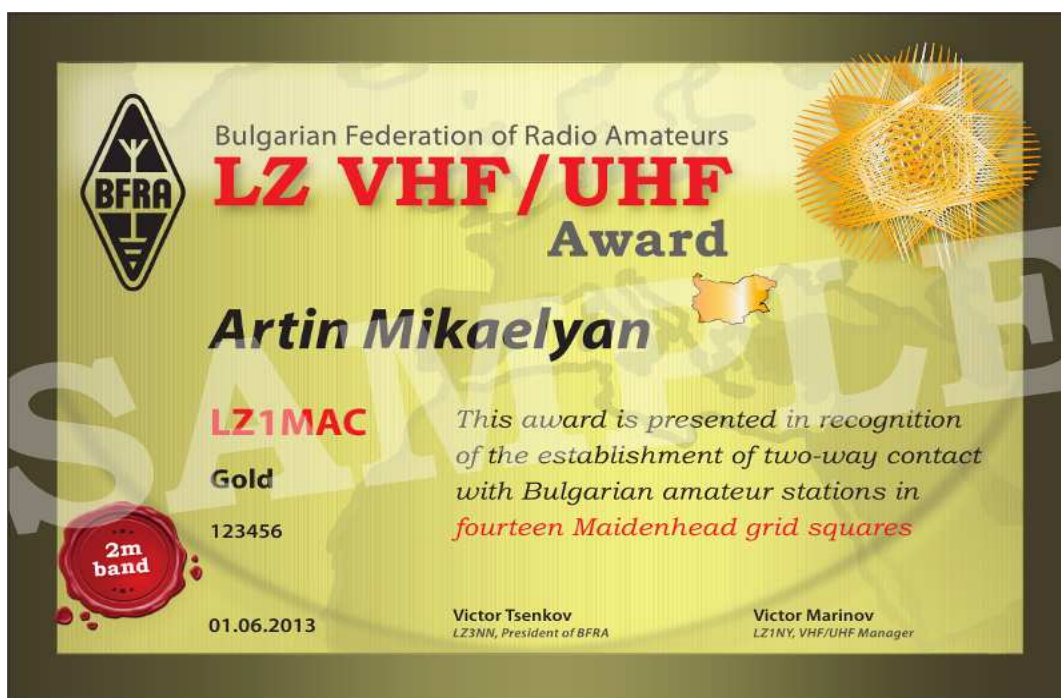 BFRA
Bulgarian Federation of Radio Amateurs
LZ VHF/UHF
Award
Artin Mikaelyan
LZ1MAC
Gold
123456
01.06.2013
This award is presented in recognition
of the establishment of two-way contact
with Bulgarian amateur stations in
fourteen Maidenhead grid squares
2m
band
Victor Tsenkov
LZ3NN, President of BFRA
Victor Marinov
LZ1NY, VHF/UHF Manager
SAMPLE